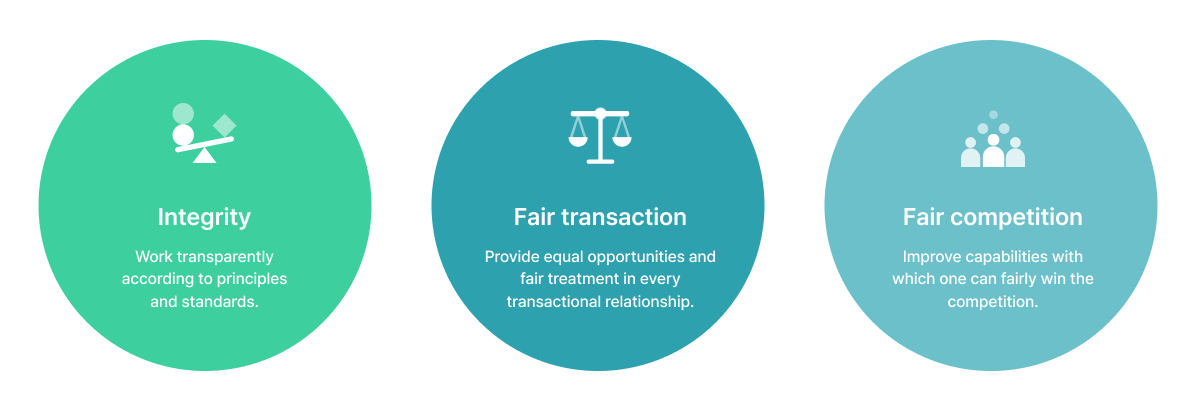 Integrity
Work transparently
according to principles
and standards.
Fair transaction
Provide equal opportunities and
fair treatment in every
transactional relationship.
Fair competition
Improve capabilities with
which one can fairly win the
competition.